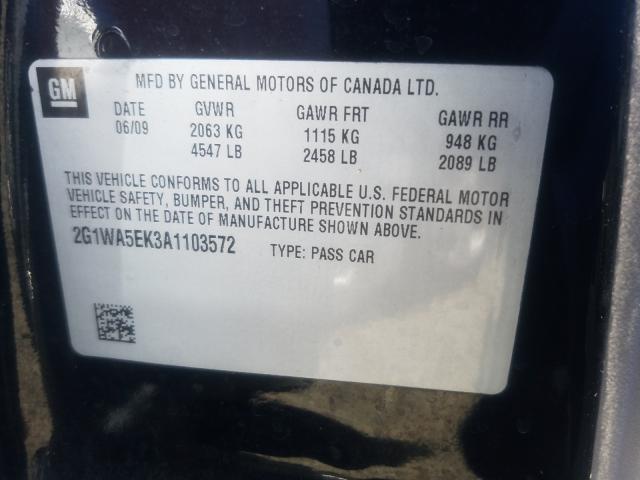 GM
MFD BY GENERAL MOTORS OF CANADA LTD.
DATE GVWR GAWR FRT GAWR RR
06/09 2063 KG 1115 KG 948 KG
4547 LB 2458 LB 2089 LB
THIS VEHICLE CONFORMS TO ALL APPLICABLE U.S. FEDERAL MOTOR
VEHICLE SAFETY, BUMPER, AND THEFT PREVENTION STANDARDS IN
EFFECT ON THE DATE OF MANUFACTURE SHOWN ABOVE.
2G1WA5EK3A1103572 TYPE: PASS CAR